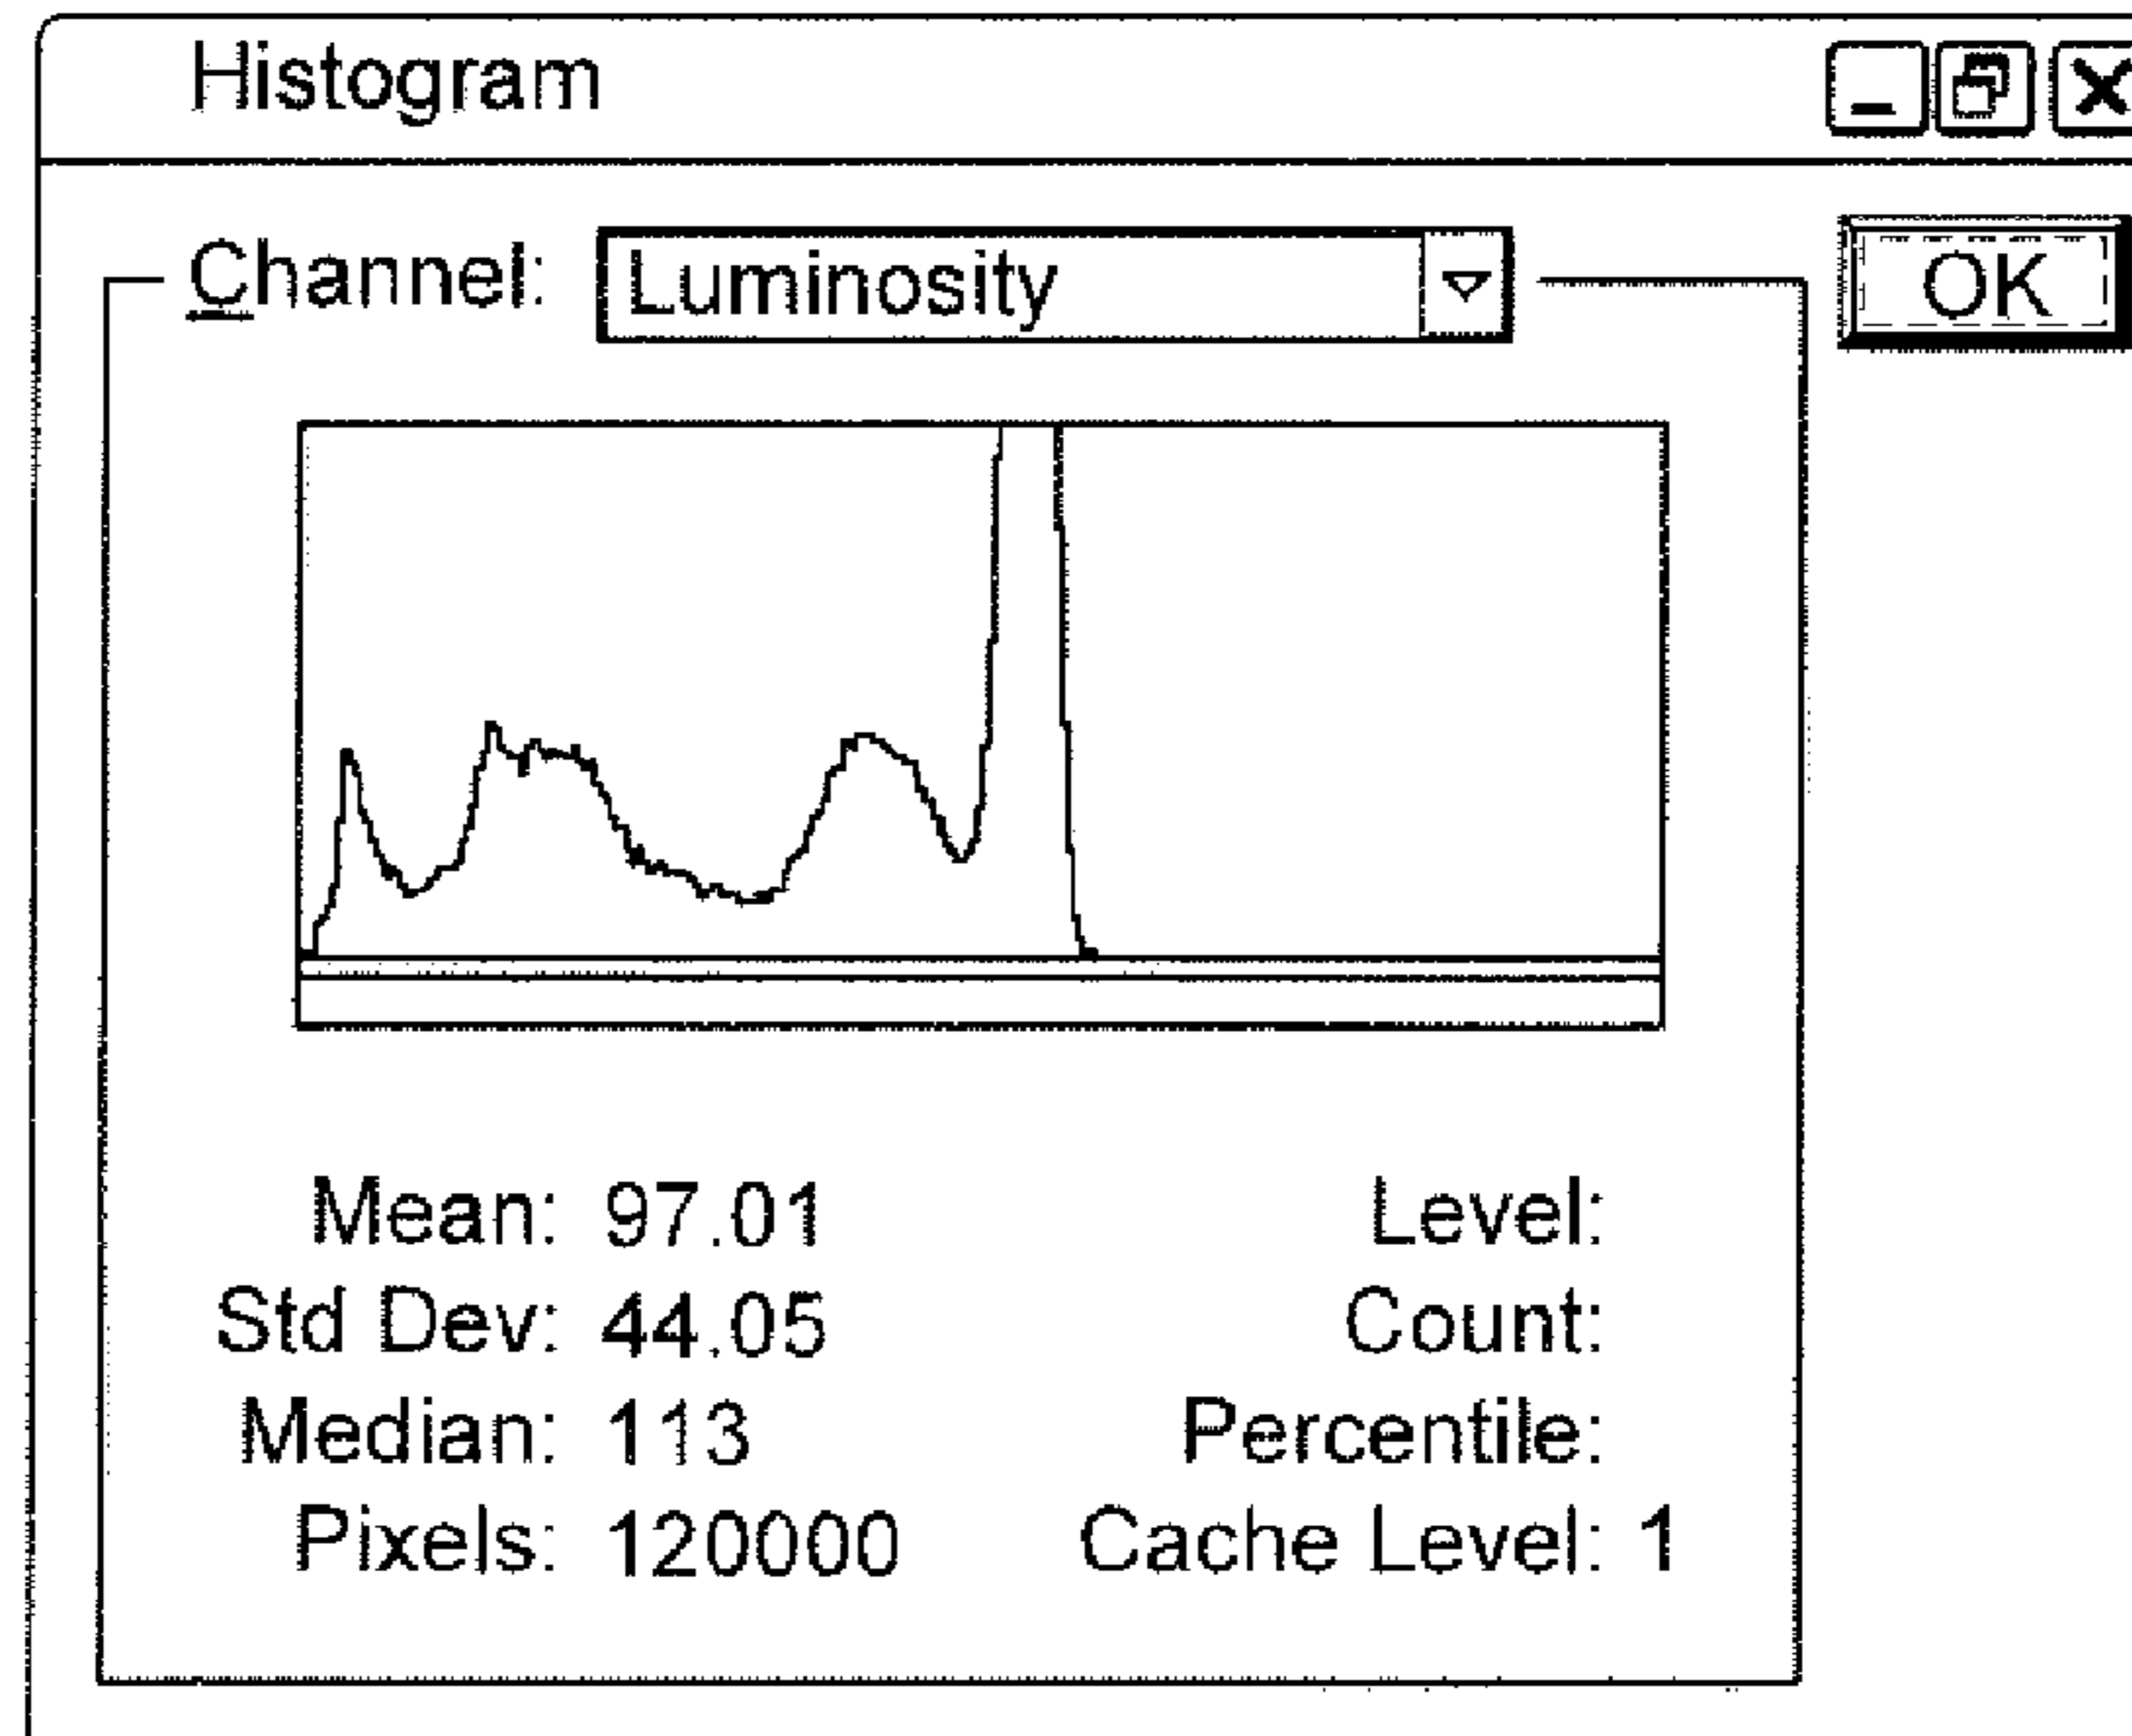 Histogram
Channel: Luminosity
OK
Mean: 97.01 Level:
Std Dev: 44.05 Count:
Median: 113 Percentile:
Pixels: 120000 Cache Level: 1